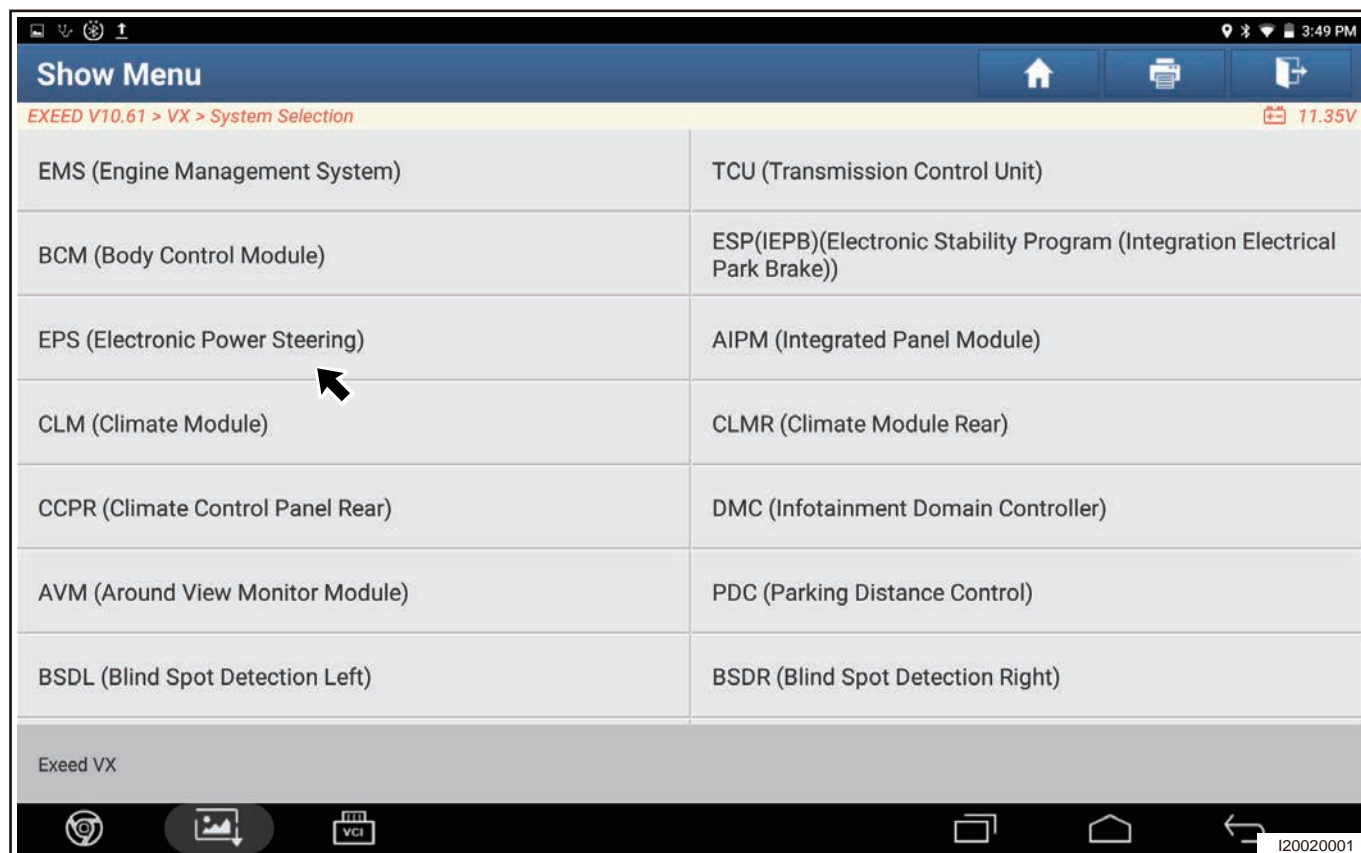 3:49 PM
Show Menu
EXEED V10.61 > VX > System Selection
11.35V
EMS (Engine Management System)
TCU (Transmission Control Unit)
BCM (Body Control Module)
ESP(IEPB)(Electronic Stability Program (Integration Electrical
Park Brake))
EPS (Electronic Power Steering)
AIPM (Integrated Panel Module)
CLM (Climate Module)
CLMR (Climate Module Rear)
CCPR (Climate Control Panel Rear)
DMC (Infotainment Domain Controller)
AVM (Around View Monitor Module)
PDC (Parking Distance Control)
BSDL (Blind Spot Detection Left)
BSDR (Blind Spot Detection Right)
Exeed VX
VCI
I20020001